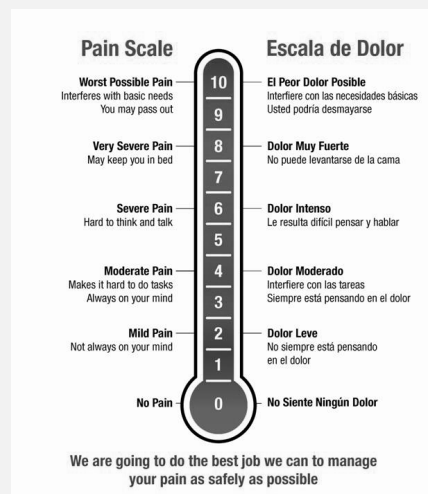 Pain Scale
Escala de Dolor
Worst Possible Pain
Interferes with basic needs
You may pass out
10
El Peor Dolor Posible
Interfiere con las necesidades básicas
Usted podría desmayarse
9
Very Severe Pain
May keep you in bed
8
Dolor Muy Fuerte
No puede levantarse de la cama
7
Severe Pain
Hard to think and talk
6
Dolor Intenso
Le resulta difícil pensar y hablar
5
Moderate Pain
Makes it hard to do tasks
Always on your mind
4
Dolor Moderado
Interfiere con las tareas
Siempre está pensando en el dolor
3
Mild Pain
Not always on your mind
2
Dolor Leve
No siempre está pensando
en el dolor
1
No Pain
0
No Siente Ningún Dolor
We are going to do the best job we can to manage
your pain as safely as possible